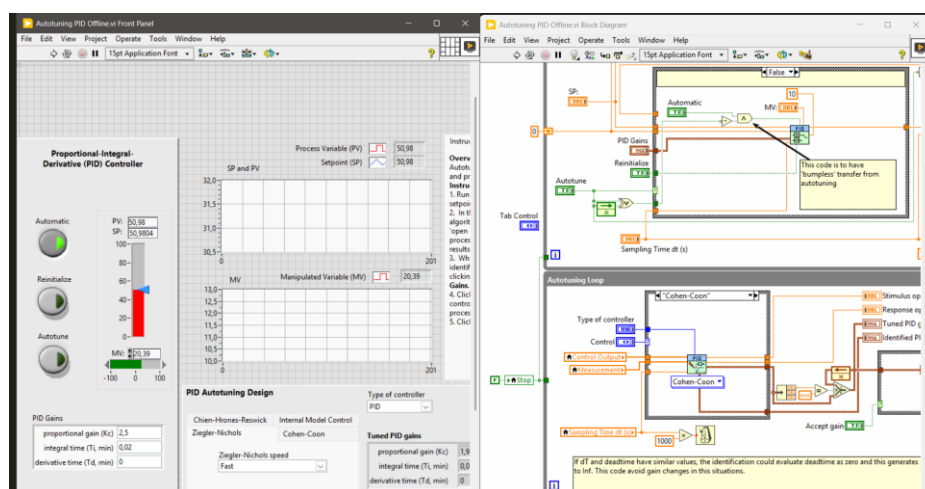 Autotuning PID Offline.vi Front Panel
File Edit View Project Operate Tools Window Help
15pt Application Font
Proportional-Integral-
Derivative (PID) Controller
Automatic
Reinitialize
Autotune
PV: 50,98
SP: 50,9804
100-
80-
60-
40-
20-
0-
MV: 20,39
-100 0 100
PID Gains
proportional gain (Kc) 2,5
integral time (Ti, min) 0,02
derivative time (Td, min) 0
Process Variable (PV) 50,98
Setpoint (SP) 50,98
SP and PV
32,0-
31,5-
31,0-
30,5-
0 201
MV
Manipulated Variable (MV) 20,39
13,0-
12,5-
12,0-
11,5-
11,0-
10,5-
10,0-
0 201
PID Autotuning Design
Chien-Hrones-Reswick Internal Model Control
Ziegler-Nichols Cohen-Coon
Ziegler-Nichols speed
Fast
Type of controller
PID
Tuned PID gains
proportional gain (Kc) 1,9
integral time (Ti, min) 0,0
derivative time (Td, min) 0
Instruc
Overv
Autotu
and pr
Instru
1. Run
setpoi
2. In th
algorit
'open
proces
results
3. Wh
identif
clickin
Gains.
4. Clic
contro
proces
5. Clicl
Autotuning PID Offline.vi Block Diagram
File Edit View Project Operate Tools Window Help
15pt Application Font
False
SP:
Automatic
10
MV:
0
PID
PID Gains
Reinitialize
This code is to have
'bumpless' transfer from
autotuning
Autotune
Tab Control
Sampling Time dt (s)
i
Autotuning Loop
"Cohen-Coon"
Type of controller
Control
Control Output
Measurement
PID
Cohen-Coon
Stimulus op
Response op
Tuned PID g
Identified PI
F
Stop
Accept gain
TF
Sampling Time dt (s)
1000
If dT and deadtime have similar values, the identification could evaluate deadtime as zero and this generates
to Inf. This code avoid gain changes in this situations.
i